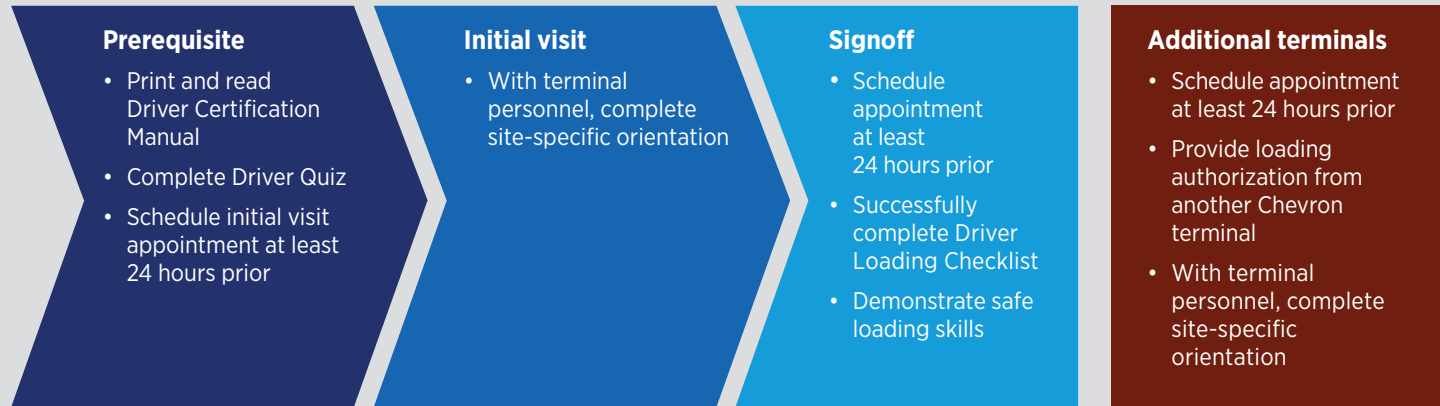 Prerequisite
• Print and read
Driver Certification
Manual
• Complete Driver Quiz
• Schedule initial visit
appointment at least
24 hours prior
Initial visit
• With terminal
personnel, complete
site-specific orientation
Signoff
• Schedule
appointment
at least
24 hours prior
• Successfully
complete Driver
Loading Checklist
• Demonstrate safe
loading skills
Additional terminals
• Schedule appointment
at least 24 hours prior
• Provide loading
authorization from
another Chevron
terminal
• With terminal
personnel, complete
site-specific
orientation